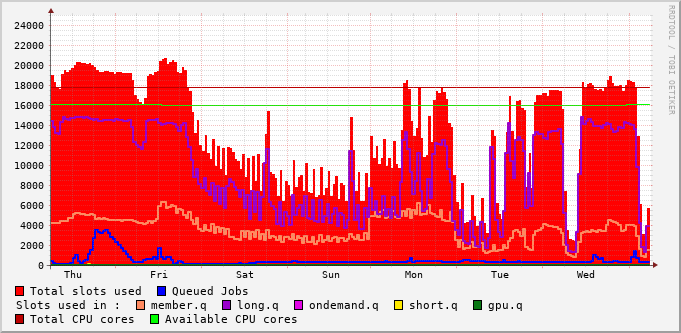 24000
22000
20000
18000
16000
14000
12000
10000
8000
6000
4000
2000
0
Thu Fri Sat Sun Mon Tue Wed
RRDTOOL / TOBI OETIKER
Total slots used Queued Jobs
Slots used in : member.q long.q ondemand.q short.q gpu.q
Total CPU cores Available CPU cores